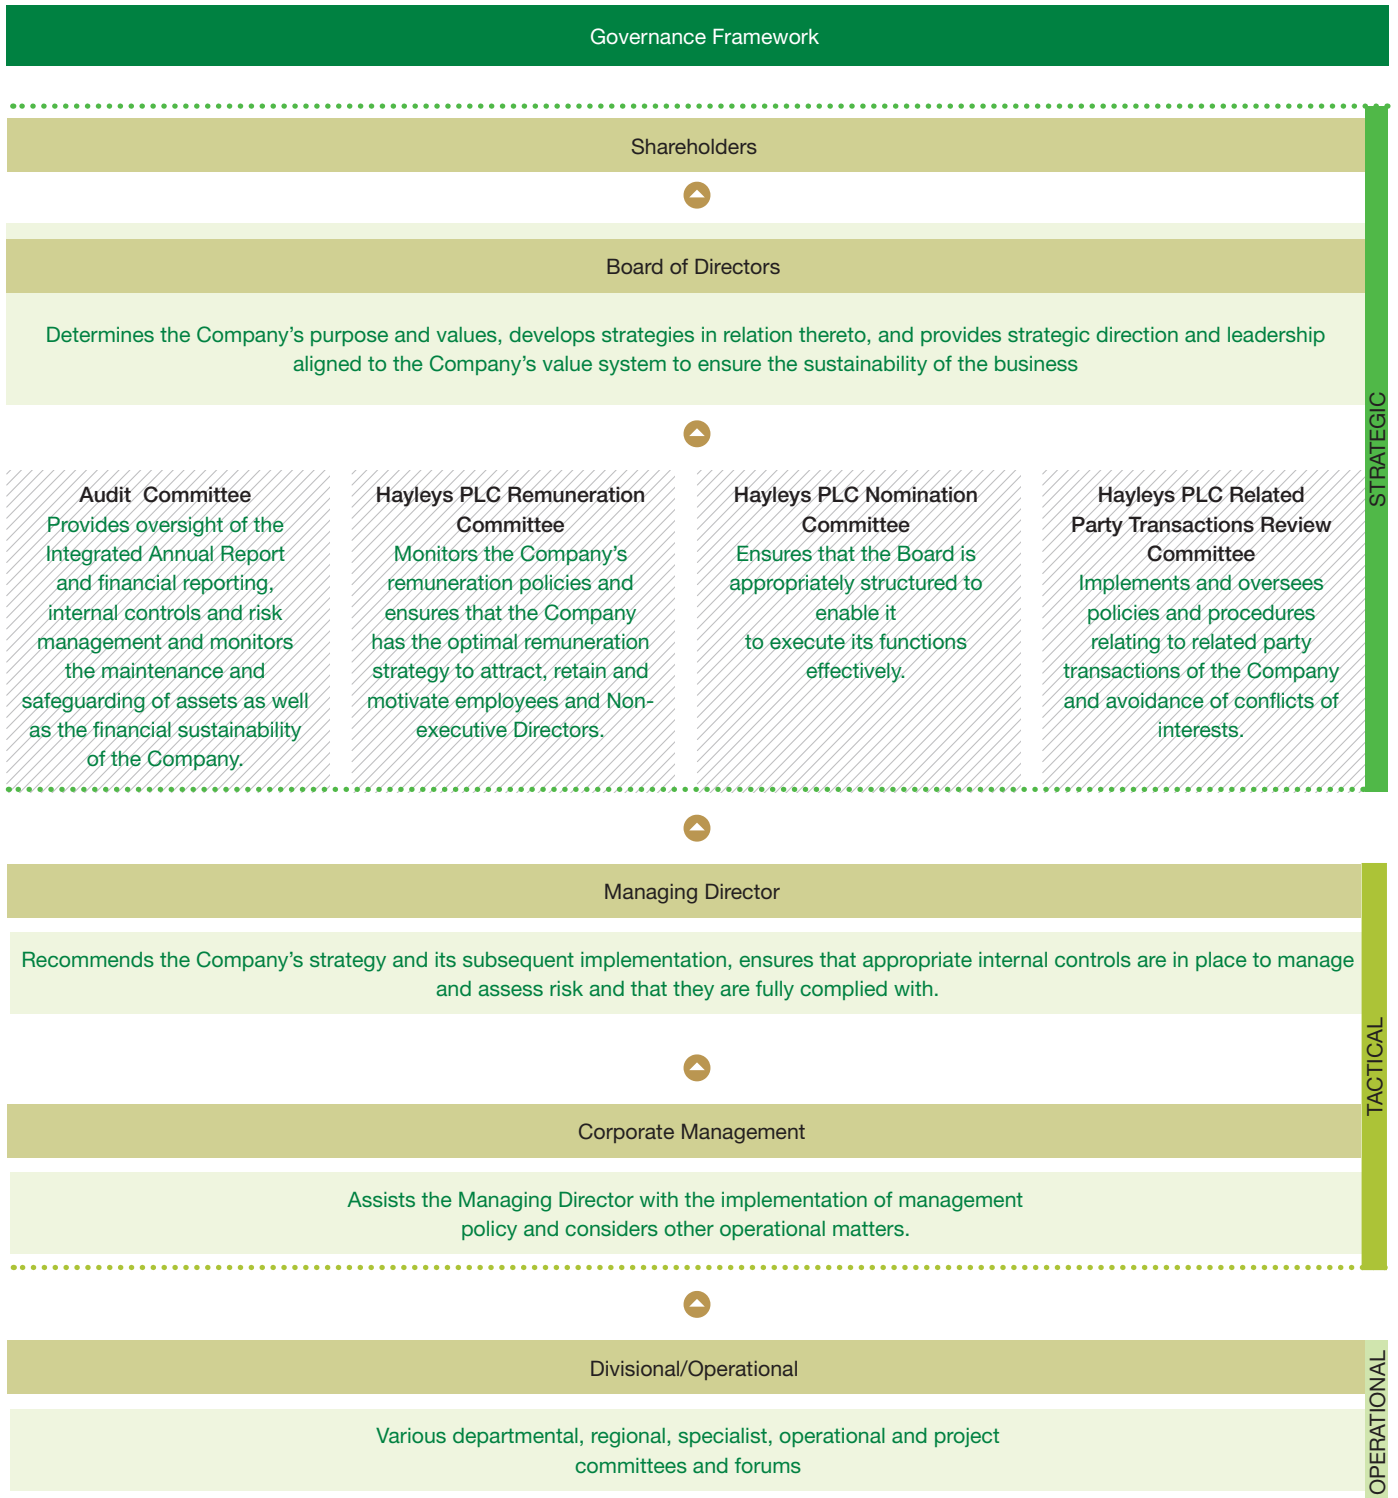 Governance Framework
Shareholders
Board of Directors
Determines the Company's purpose and values, develops strategies in relation thereto, and provides strategic direction and leadership
aligned to the Company's value system to ensure the sustainability of the business
STRATEGIC
Audit Committee
Provides oversight of the
Integrated Annual Report
and financial reporting,
internal controls and risk
management and monitors
the maintenance and
safeguarding of assets as well
as the financial sustainability
of the Company.
Hayleys PLC Remuneration
Committee
Monitors the Company's
remuneration policies and
ensures that the Company
has the optimal remuneration
strategy to attract, retain and
motivate employees and Non-
executive Directors.
Hayleys PLC Nomination
Committee
Ensures that the Board is
appropriately structured to
enable it
to execute its functions
effectively.
Hayleys PLC Related
Party Transactions Review
Committee
Implements and oversees
policies and procedures
relating to related party
transactions of the Company
and avoidance of conflicts of
interests.
Managing Director
Recommends the Company's strategy and its subsequent implementation, ensures that appropriate internal controls are in place to manage
and assess risk and that they are fully complied with.
TACTICAL
Corporate Management
Assists the Managing Director with the implementation of management
policy and considers other operational matters.
Divisional/Operational
Various departmental, regional, specialist, operational and project
committees and forums
OPERATIONAL